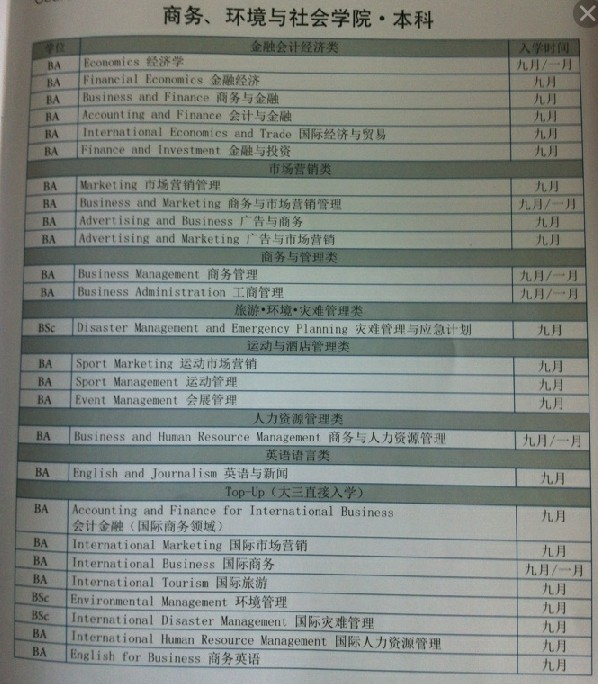 商务、环境与社会学院·本科
学位 金融会计经济类 入学时间
BA Economics 经济学 九月/一月
BA Financial Economics 金融经济 九月
BA Business and Finance 商务与金融 九月
BA Accounting and Finance 会计与金融 九月
BA International Economics and Trade 国际经济与贸易 九月
BA Finance and Investment 金融与投资 九月
市场营销类
BA Marketing 市场营销管理 九月
BA Business and Marketing 商务与市场营销管理 九月/一月
BA Advertising and Business 广告与商务 九月
BA Advertising and Marketing 广告与市场营销 九月
商务与管理类
BA Business Management 商务管理 九月/一月
BA Business Administration 工商管理 九月/一月
旅游·环境·灾难管理类
BSc Disaster Management and Emergency Planning 灾难管理与应急计划 九月
运动与酒店管理类
BA Sport Marketing 运动市场营销 九月
BA Sport Management 运动管理 九月
BA Event Management 会展管理 九月
人力资源管理类
BA Business and Human Resource Management 商务与人力资源管理 九月/一月
英语语言类
BA English and Journalism 英语与新闻 九月
Top-Up（大三直接入学）
BA Accounting and Finance for International Business 九月
会计金融（国际商务领域）
BA International Marketing 国际市场营销 九月
BA International Business 国际商务 九月/一月
BA International Tourism 国际旅游 九月
BSc Environmental Management 环境管理 九月
BSc International Disaster Management 国际灾难管理 九月
BA International Human Resource Management 国际人力资源管理 九月
BA English for Business 商务英语 九月